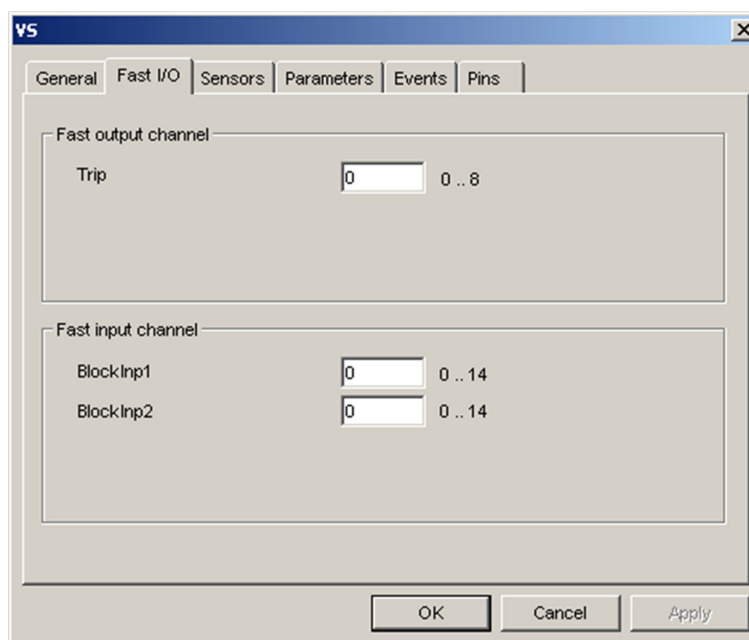 VS
General Fast I/O Sensors Parameters Events Pins
Fast output channel
Trip 0 0 .. 8
Fast input channel
BlockInp1 0 0 .. 14
BlockInp2 0 0 .. 14
OK Cancel Apply